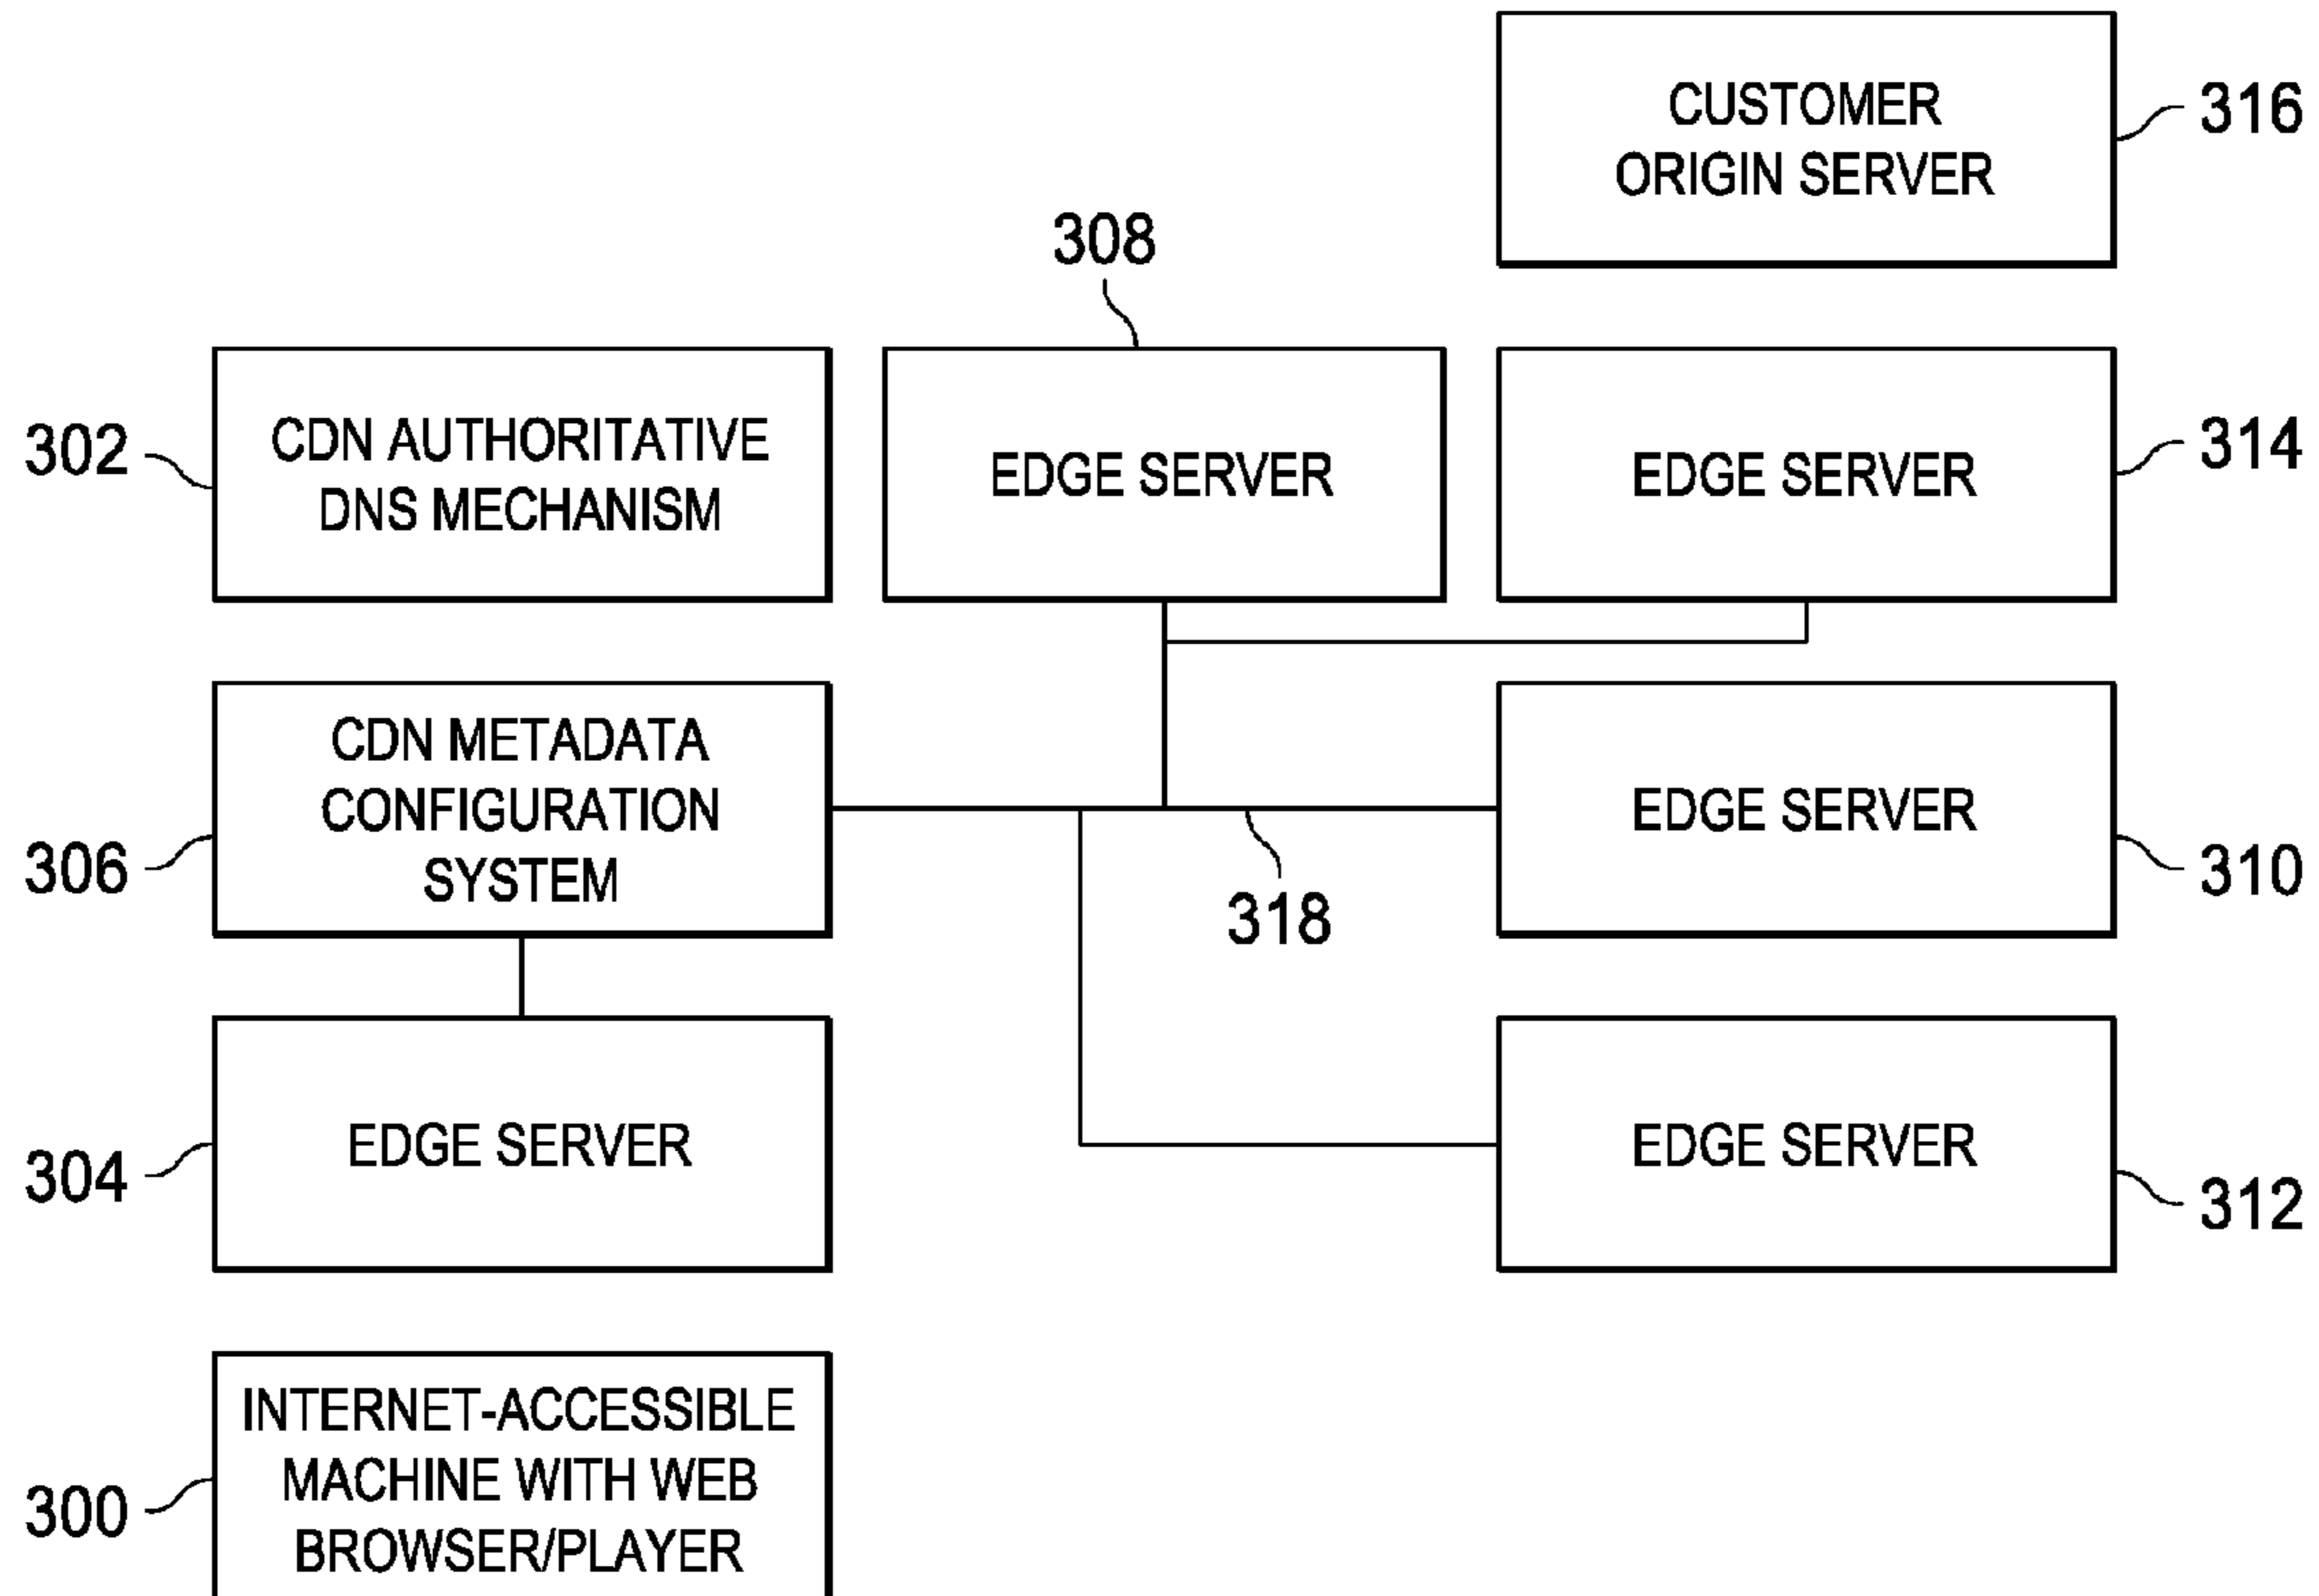 CUSTOMER
ORIGIN SERVER
316
308
302
CDN AUTHORITATIVE
DNS MECHANISM
EDGE SERVER
EDGE SERVER
314
CDN METADATA
CONFIGURATION
SYSTEM
306
318
EDGE SERVER
310
304
EDGE SERVER
EDGE SERVER
312
300
INTERNET-ACCESSIBLE
MACHINE WITH WEB
BROWSER/PLAYER